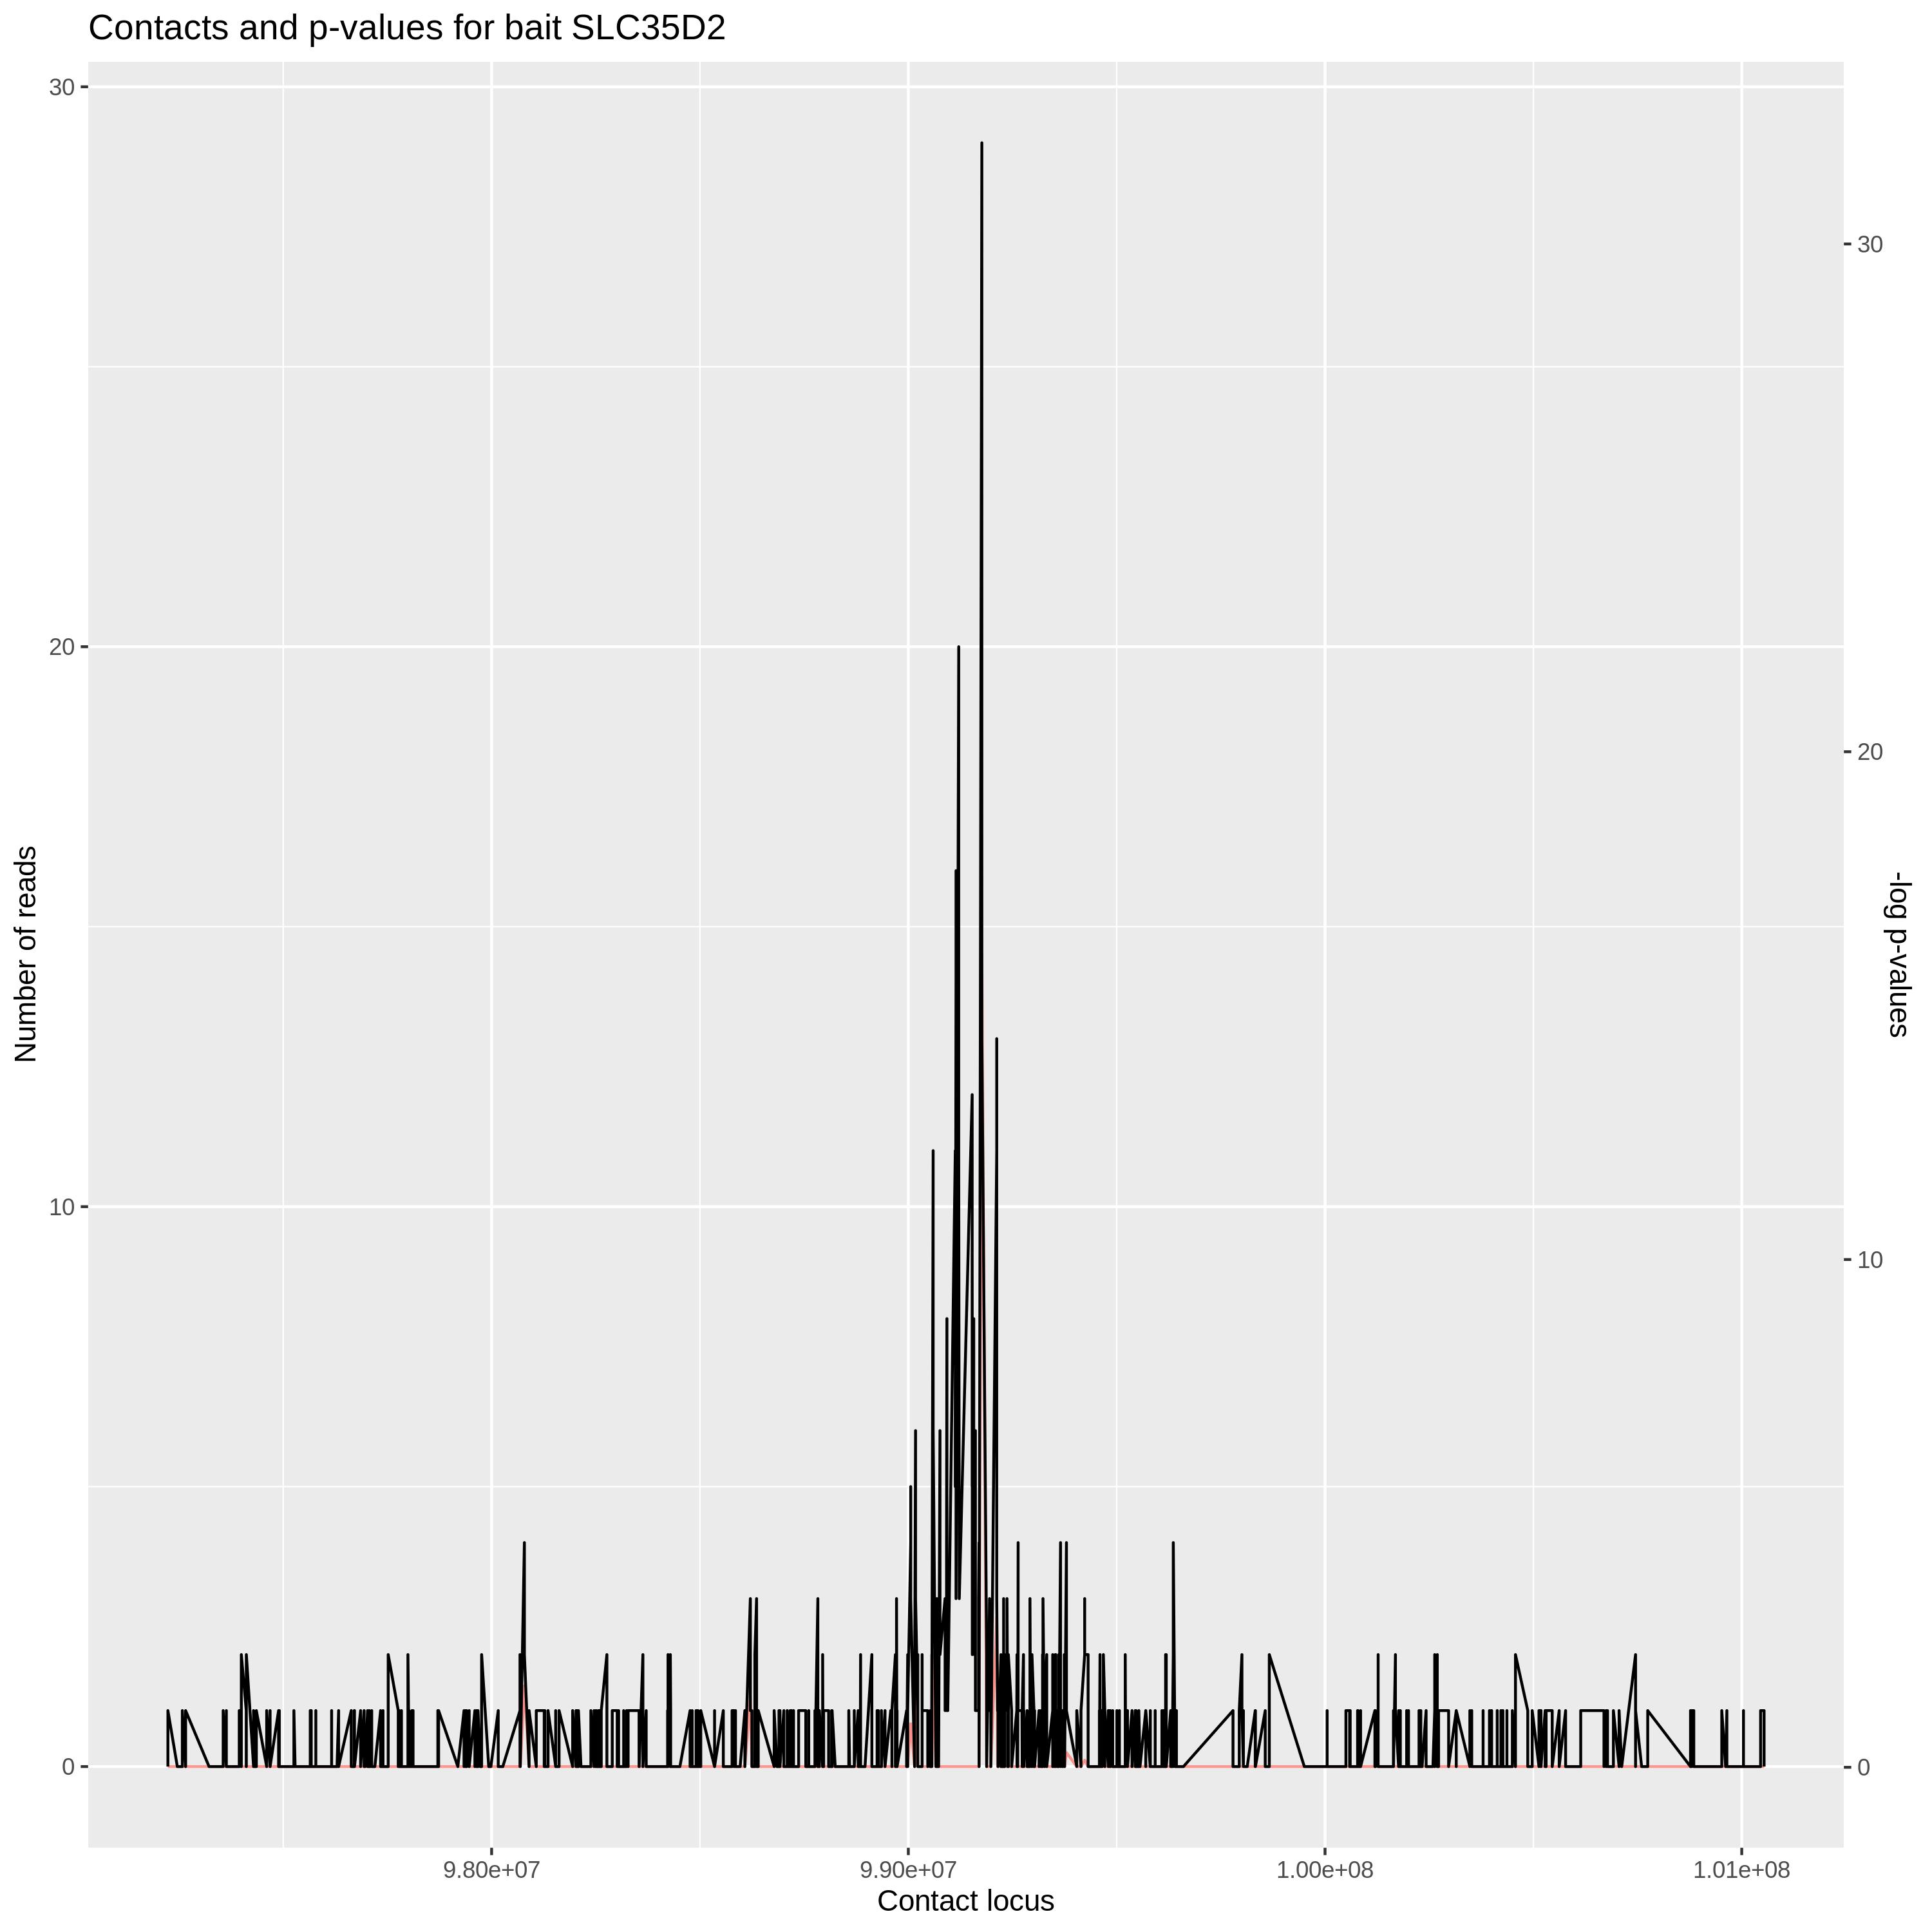 Contacts and p-values for bait SLC35D2
30
20
10
0
Number of reads
30
20
10
0
-log p-values
9.80e+07 9.90e+07 1.00e+08 1.01e+08
Contact locus